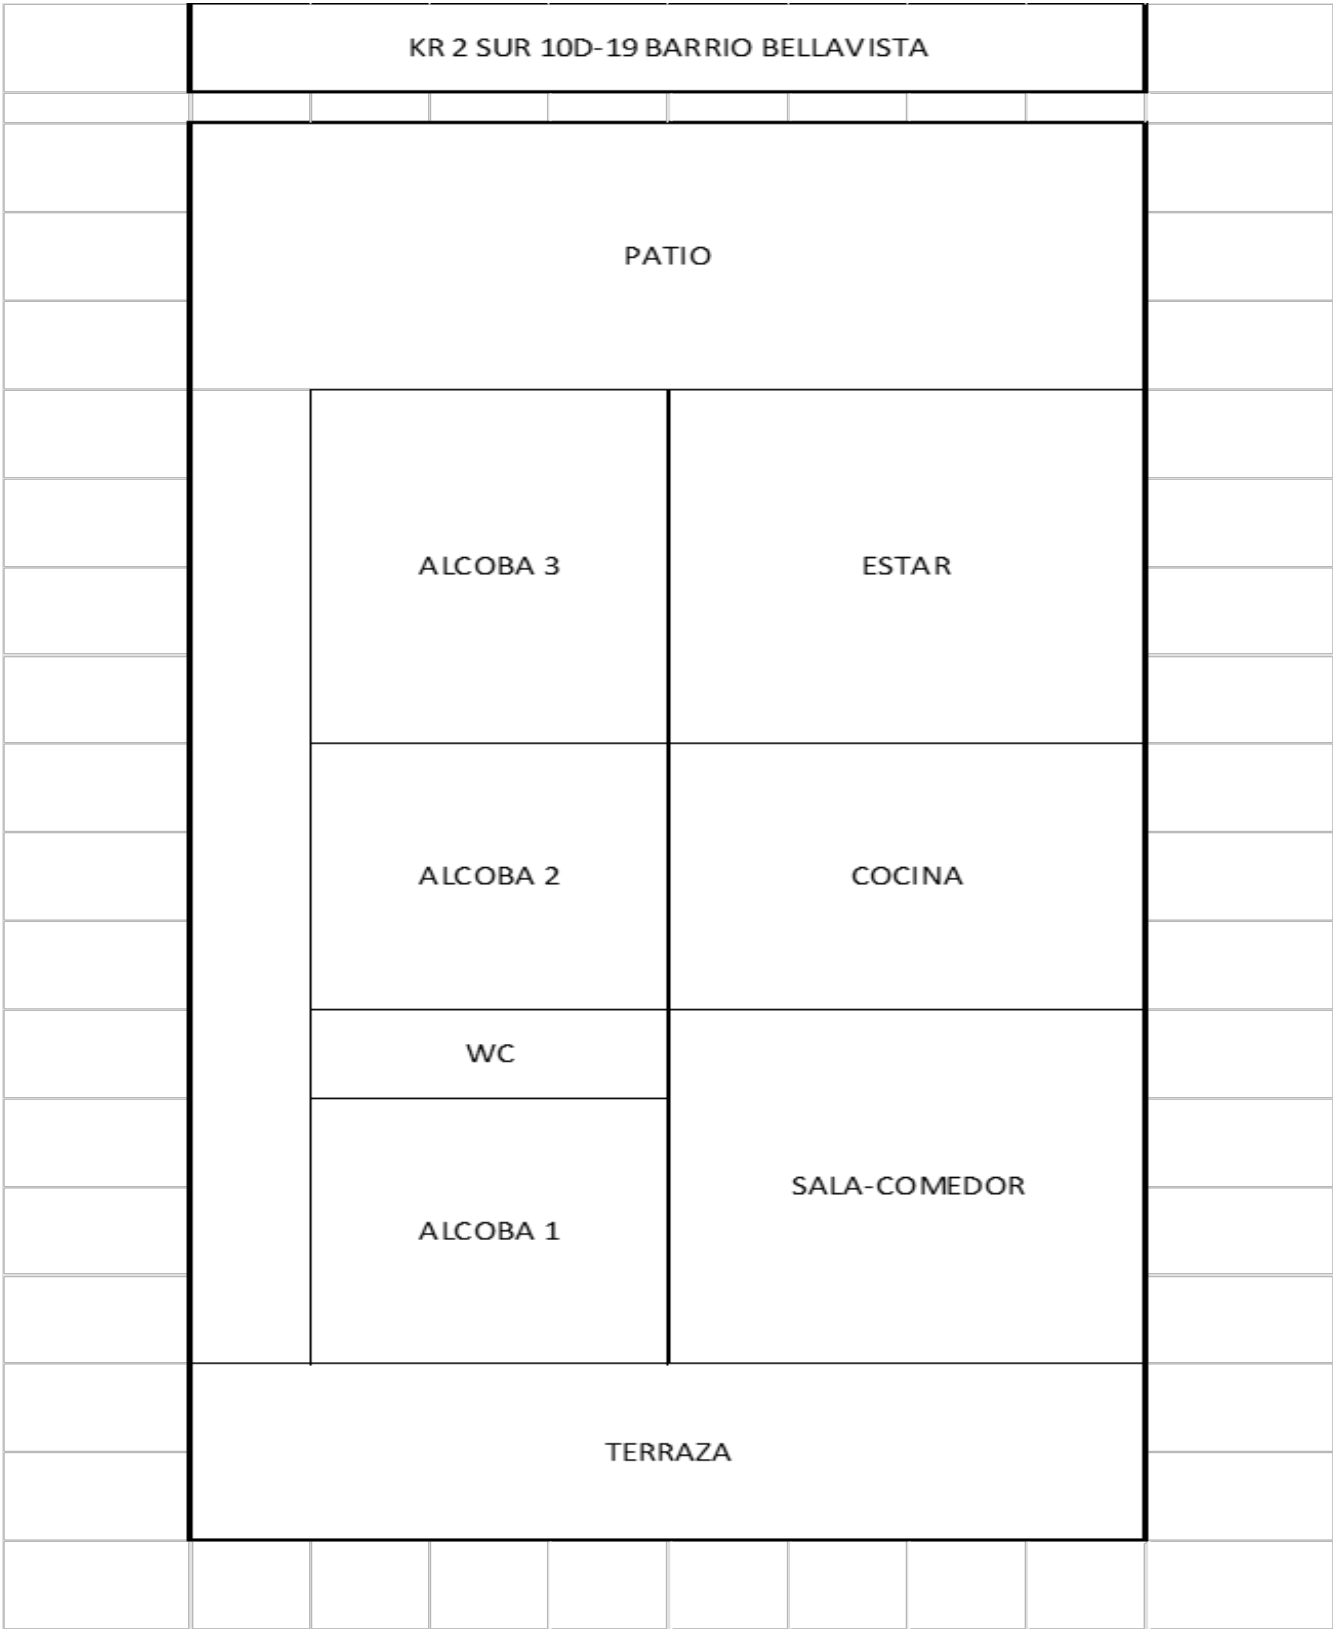 KR 2 SUR 10D-19 BARRIO BELLAVISTA
PATIO
ALCOBA 3
ESTAR
ALCOBA 2
COCINA
WC
SALA-COMEDOR
ALCOBA 1
TERRAZA